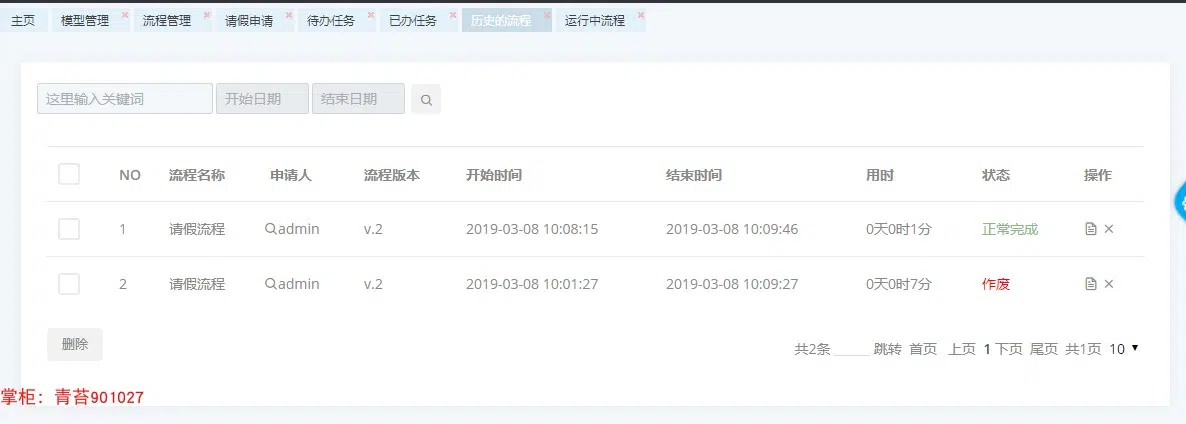 主页 模型管理 流程管理 请假申请 待办任务 已办任务 历史的流程 运行中流程
这里输入关键词 开始日期 结束日期
NO 流程名称 申请人 流程版本 开始时间 结束时间 用时 状态 操作
1 请假流程 admin v.2 2019-03-08 10:08:15 2019-03-08 10:09:46 0天0时1分 正常完成
2 请假流程 admin v.2 2019-03-08 10:01:27 2019-03-08 10:09:27 0天0时7分 作废
删除
共2条 跳转 首页 上页 1 下页 尾页 共1页 10
掌柜：青苔901027